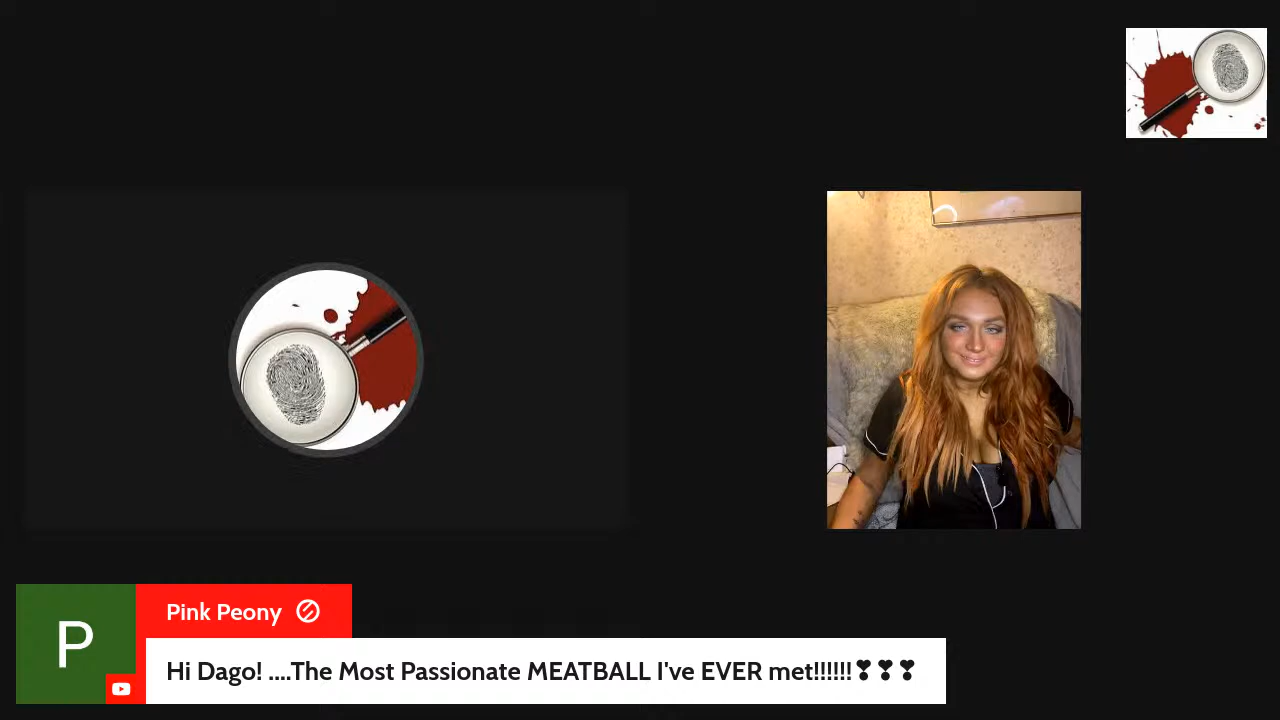 P
Pink Peony
Hi Dago! ....The Most Passionate MEATBALL I've EVER met!!!!!!❣❣❣